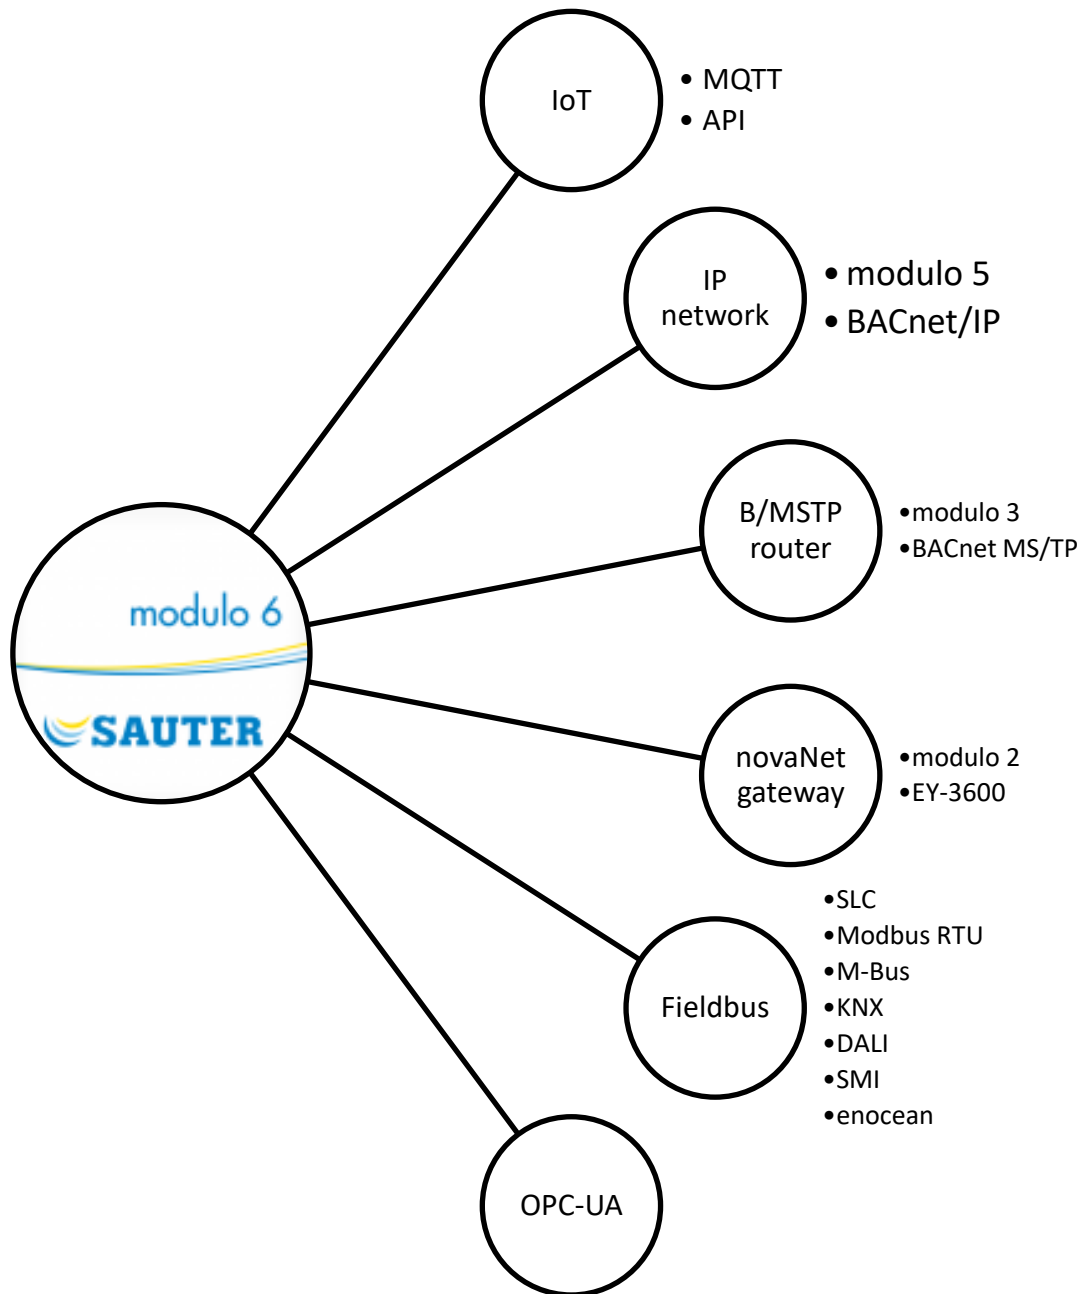 IoT
• MQTT
• API
IP
network
• modulo 5
• BACnet/IP
B/MSTP
router
•modulo 3
•BACnet MS/TP
modulo 6
SAUTER
novaNet
gateway
•modulo 2
•EY-3600
Fieldbus
•SLC
•Modbus RTU
•M-Bus
•KNX
•DALI
•SMI
•enocean
OPC-UA